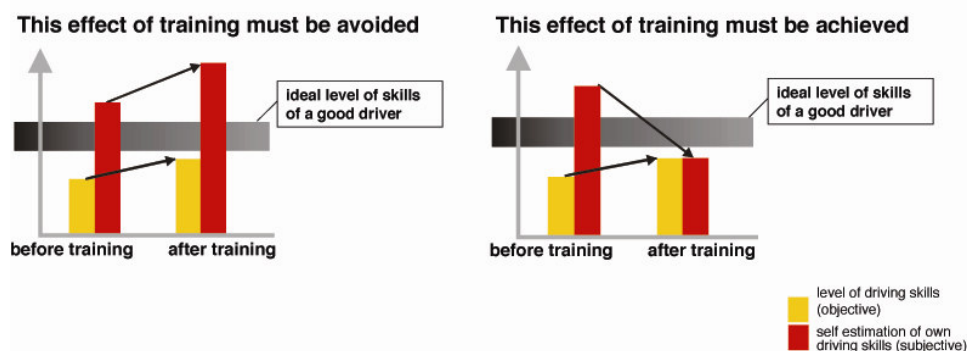 This effect of training must be avoided
ideal level of skills
of a good driver
before training
after training
This effect of training must be achieved
ideal level of skills
of a good driver
before training
after training
level of driving skills
(objective)
self estimation of own
driving skills (subjective)